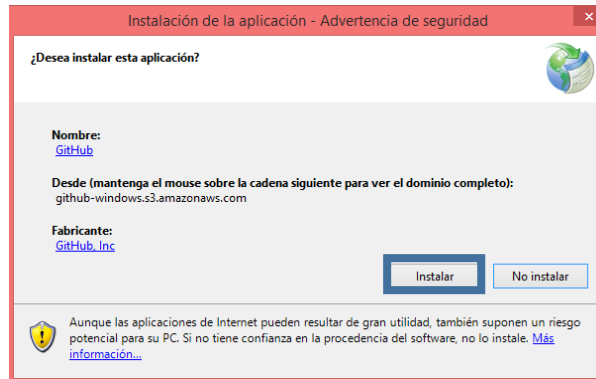 Instalación de la aplicación - Advertencia de seguridad
×
¿Desea instalar esta aplicación?
Nombre:
GitHub
Desde (mantenga el mouse sobre la cadena siguiente para ver el dominio completo):
github-windows.s3.amazonaws.com
Fabricante:
GitHub, Inc
Instalar No instalar
Aunque las aplicaciones de Internet pueden resultar de gran utilidad, también suponen un riesgo
potencial para su PC. Si no tiene confianza en la procedencia del software, no lo instale. Más
información...